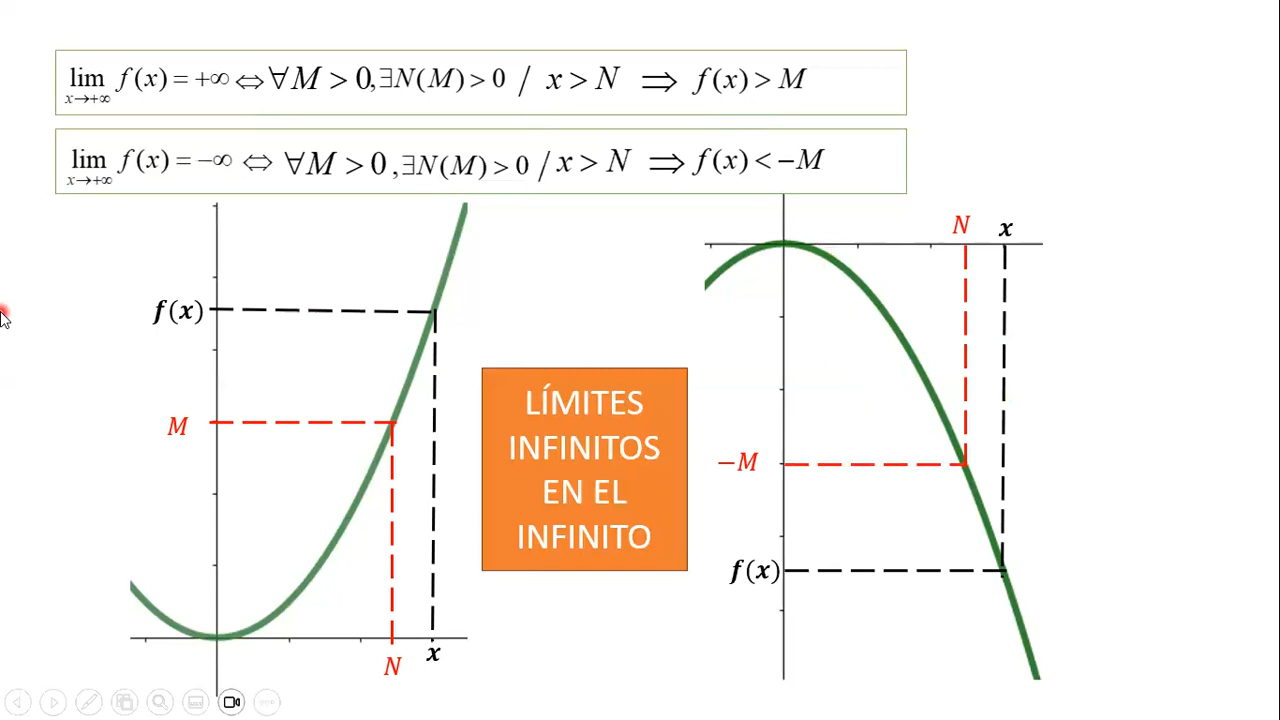 lim x→+∞ f(x) = +∞ ⇔ ∀M > 0, ∃N(M) > 0 / x > N ⟹ f(x) > M
lim x→+∞ f(x) = −∞ ⇔ ∀M > 0 , ∃N(M) > 0 / x > N ⟹ f(x) < −M
f(x)
M
N
x
LÍMITES
INFINITOS
EN EL
INFINITO
N
x
−M
f(x)